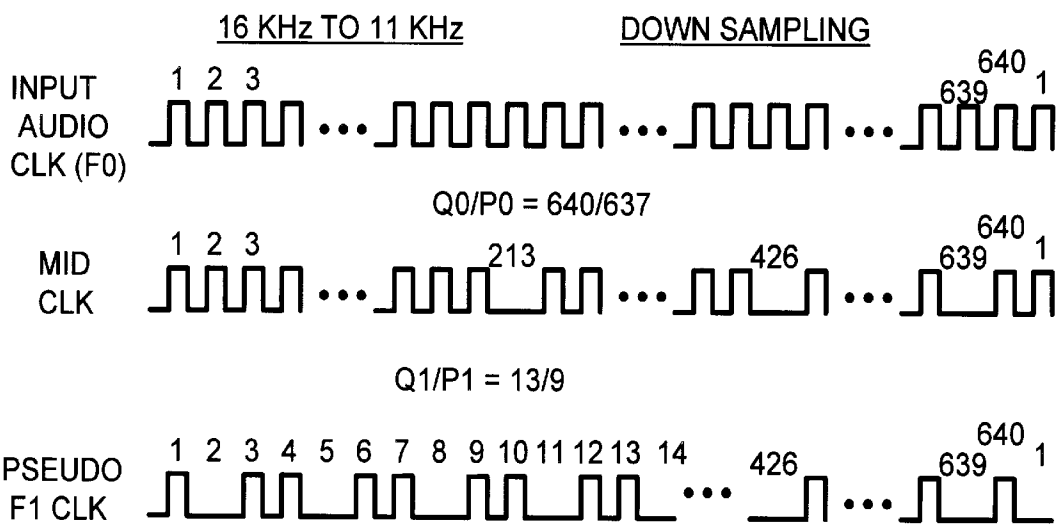 16 KHz TO 11 KHz DOWN SAMPLING
INPUT AUDIO CLK (F0)
1 2 3 639 640 1
Q0/P0 = 640/637
MID CLK
1 2 3 213 426 639 640 1
Q1/P1 = 13/9
PSEUDO F1 CLK
1 2 3 4 5 6 7 8 9 10 11 12 13 14 426 639 640 1